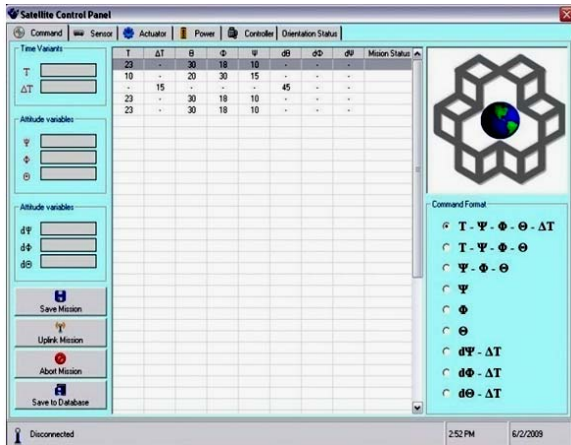 Satellite Control Panel
Command Sensor Actuator Power Controller Orientation Status
Time Variants
T
ΔT
Attitude variables
Ψ
Φ
Θ
Attitude variables
dΨ
dΦ
dΘ
Save Mission
Uplink Mission
Abort Mission
Save to Database
T ΔT θ Φ Ψ dθ dΦ dΨ Mision Status
23 - 30 18 10 - - -
10 - 20 30 15 - - -
- 15 - - - 45 - -
23 - 30 18 10 - - -
23 - 30 18 10 - - -
Command Format
T - Ψ - Φ - Θ - ΔT
T - Ψ - Φ - Θ
Ψ - Φ - Θ
Ψ
Φ
Θ
dΨ - ΔT
dΦ - ΔT
dΘ - ΔT
Disconnected 2:52 PM 6/2/2009